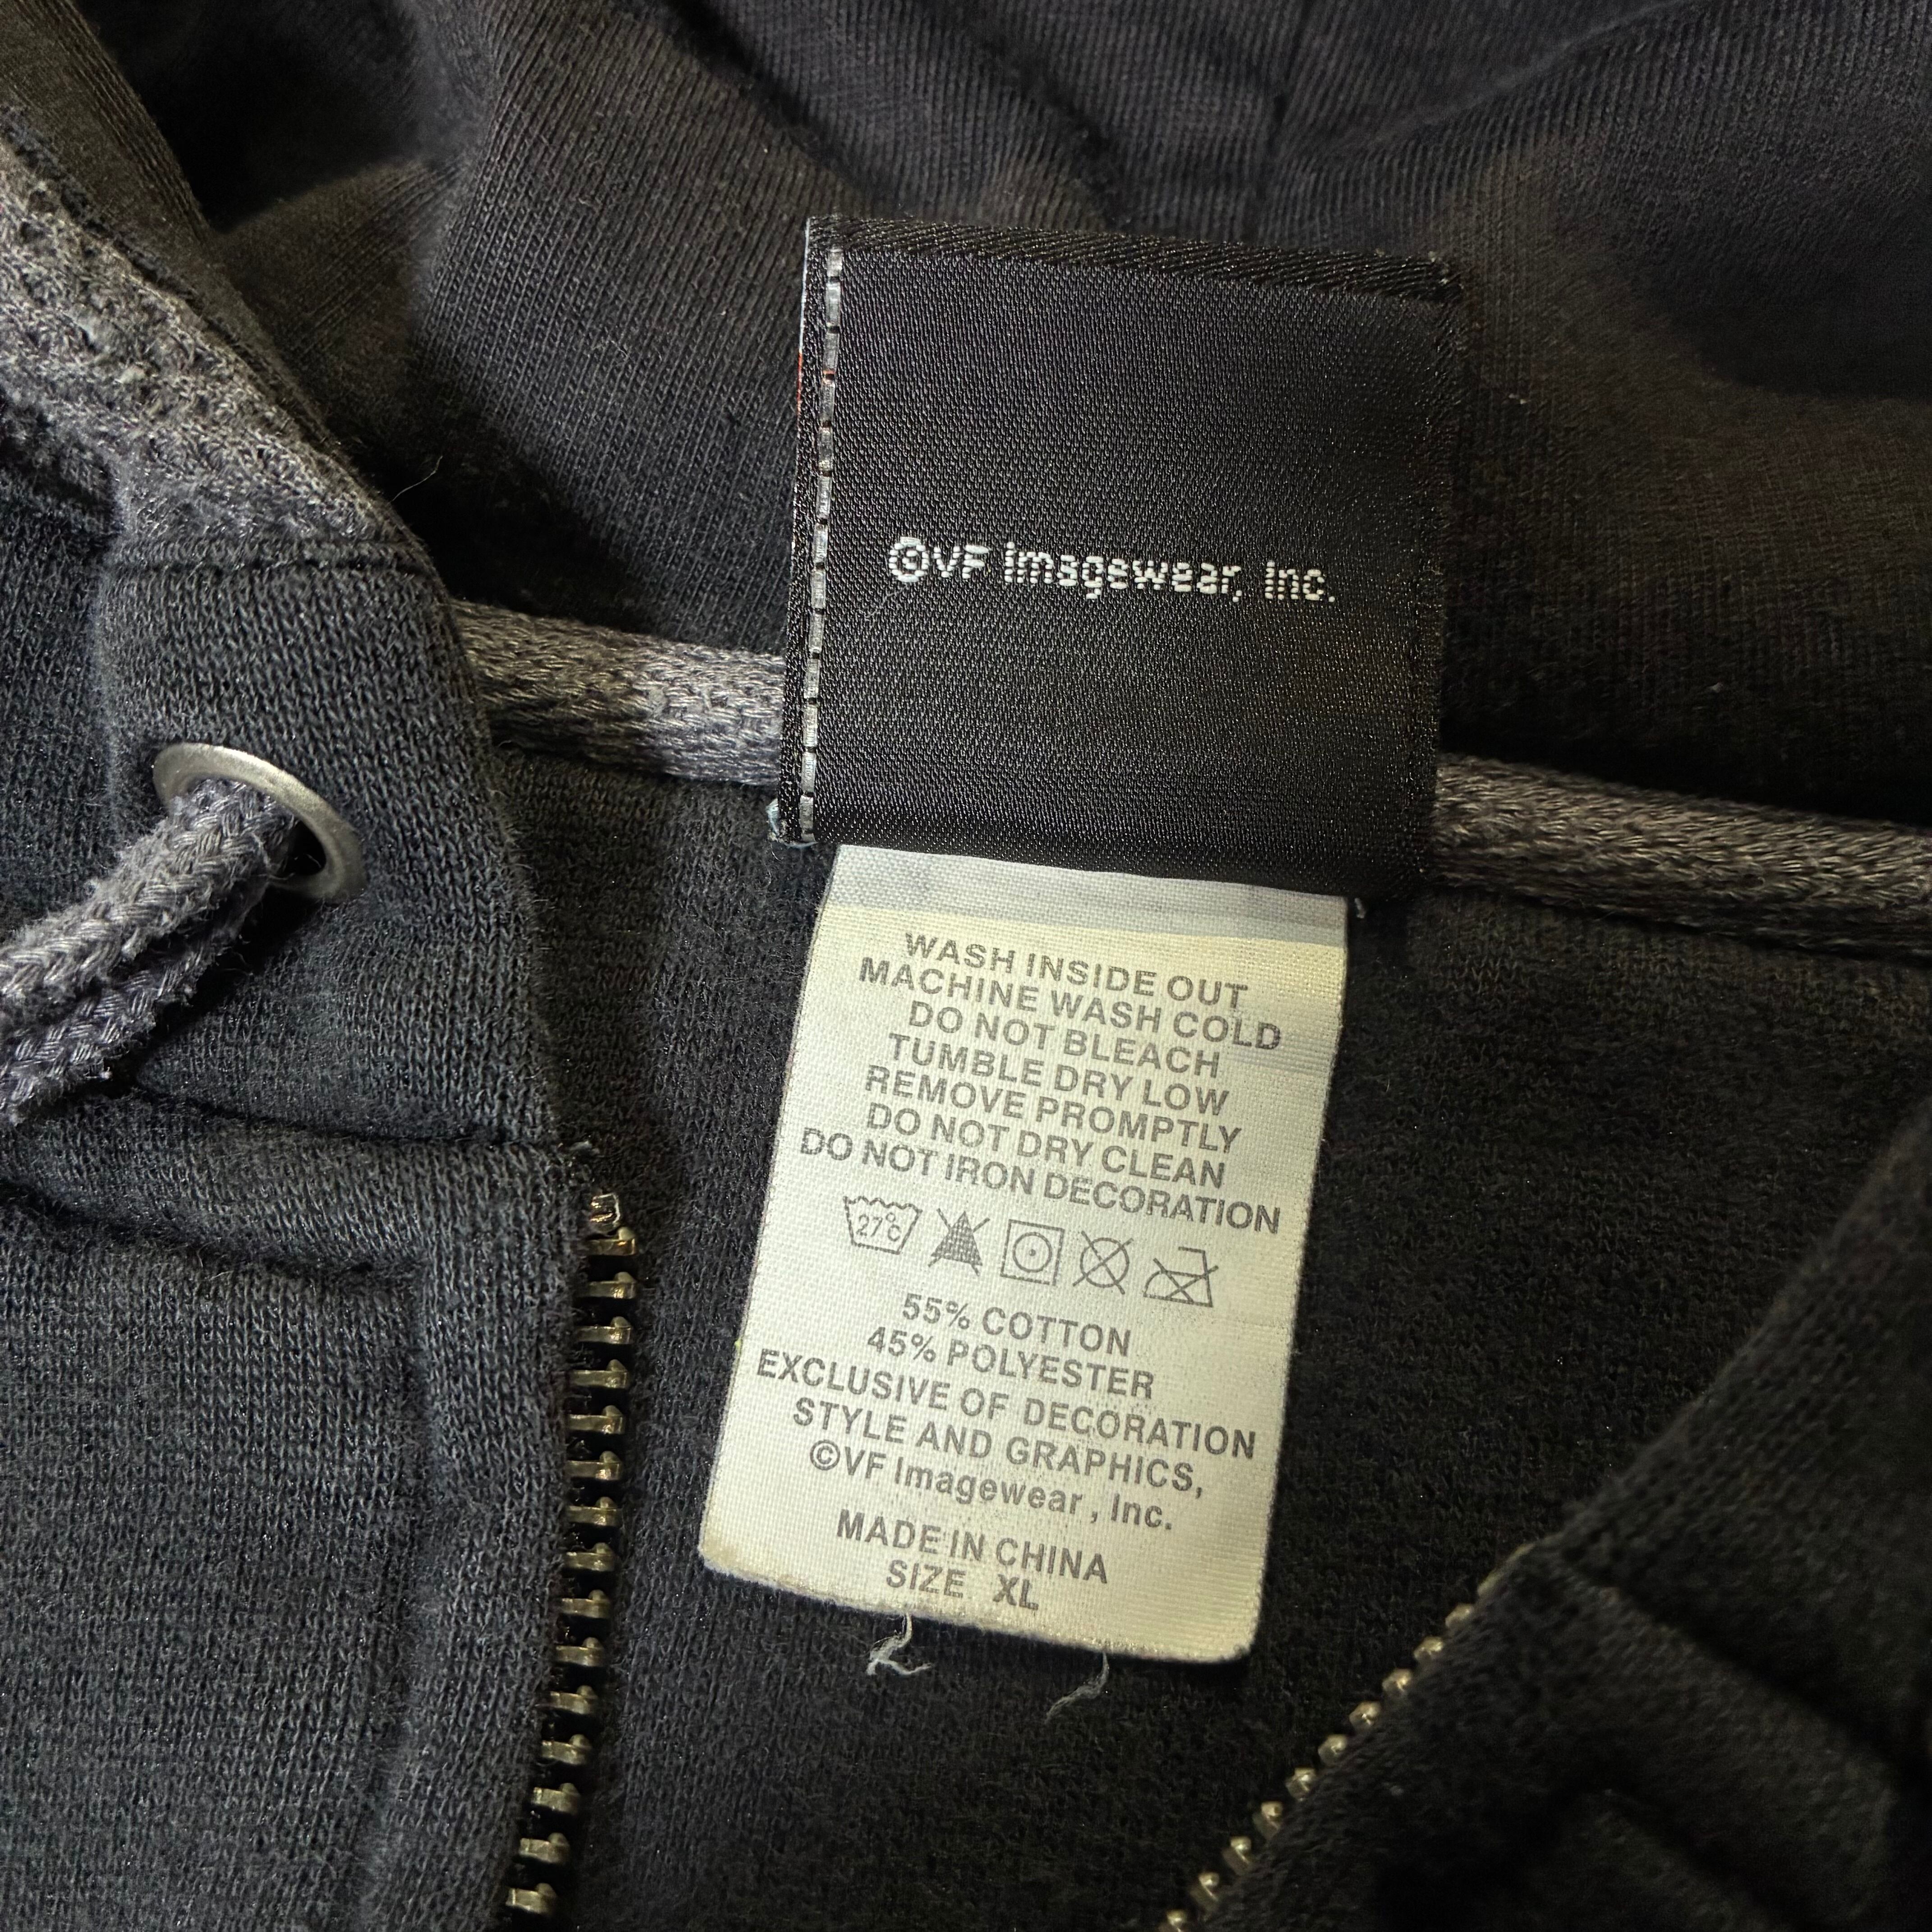 ©VF Imagewear, Inc.
WASH INSIDE OUT
MACHINE WASH COLD
DO NOT BLEACH
TUMBLE DRY LOW
REMOVE PROMPTLY
DO NOT DRY CLEAN
DO NOT IRON DECORATION
27°C
55% COTTON
45% POLYESTER
EXCLUSIVE OF DECORATION
STYLE AND GRAPHICS,
©VF Imagewear, Inc.
MADE IN CHINA
SIZE XL